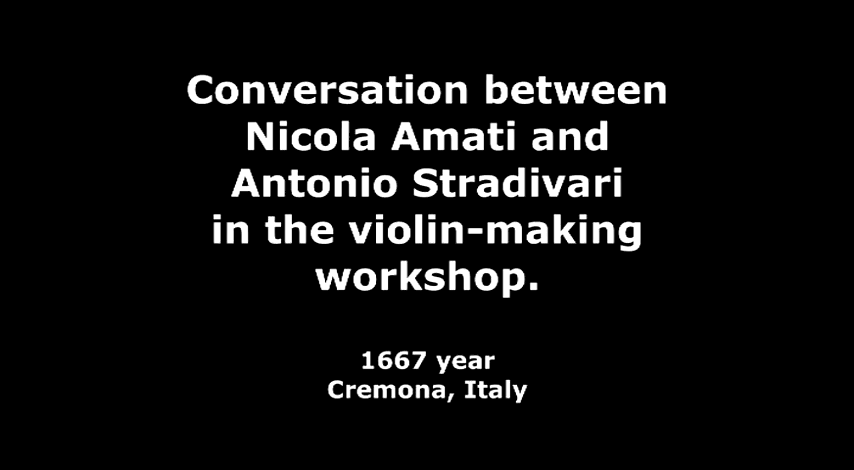 Conversation between
Nicola Amati and
Antonio Stradivari
in the violin-making
workshop.
1667 year
Cremona, Italy